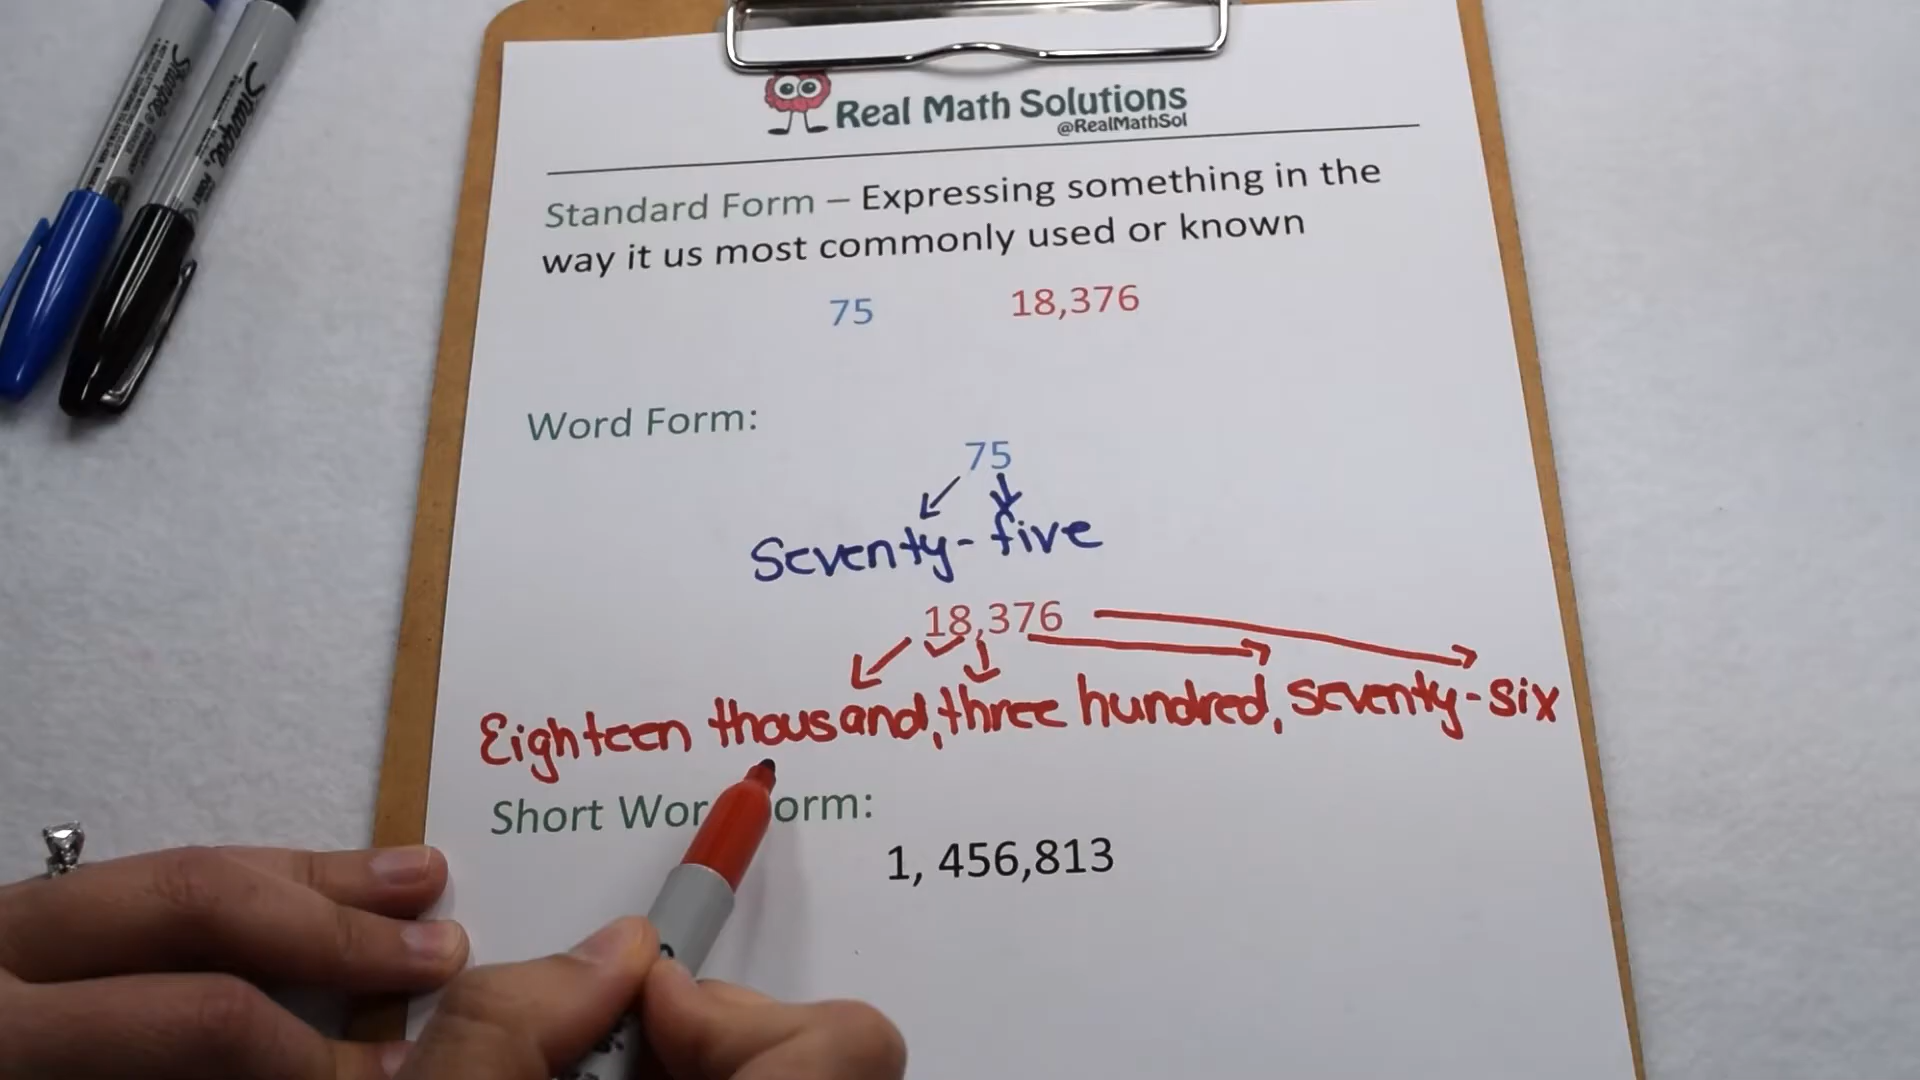 Sharpie
Sharpie
Real Math Solutions
@RealMathSol
Standard Form – Expressing something in the
way it us most commonly used or known
75 18,376
Word Form:
75
Seventy-five
18,376
Eighteen thousand, three hundred, seventy-six
Short Wor orm:
1, 456,813